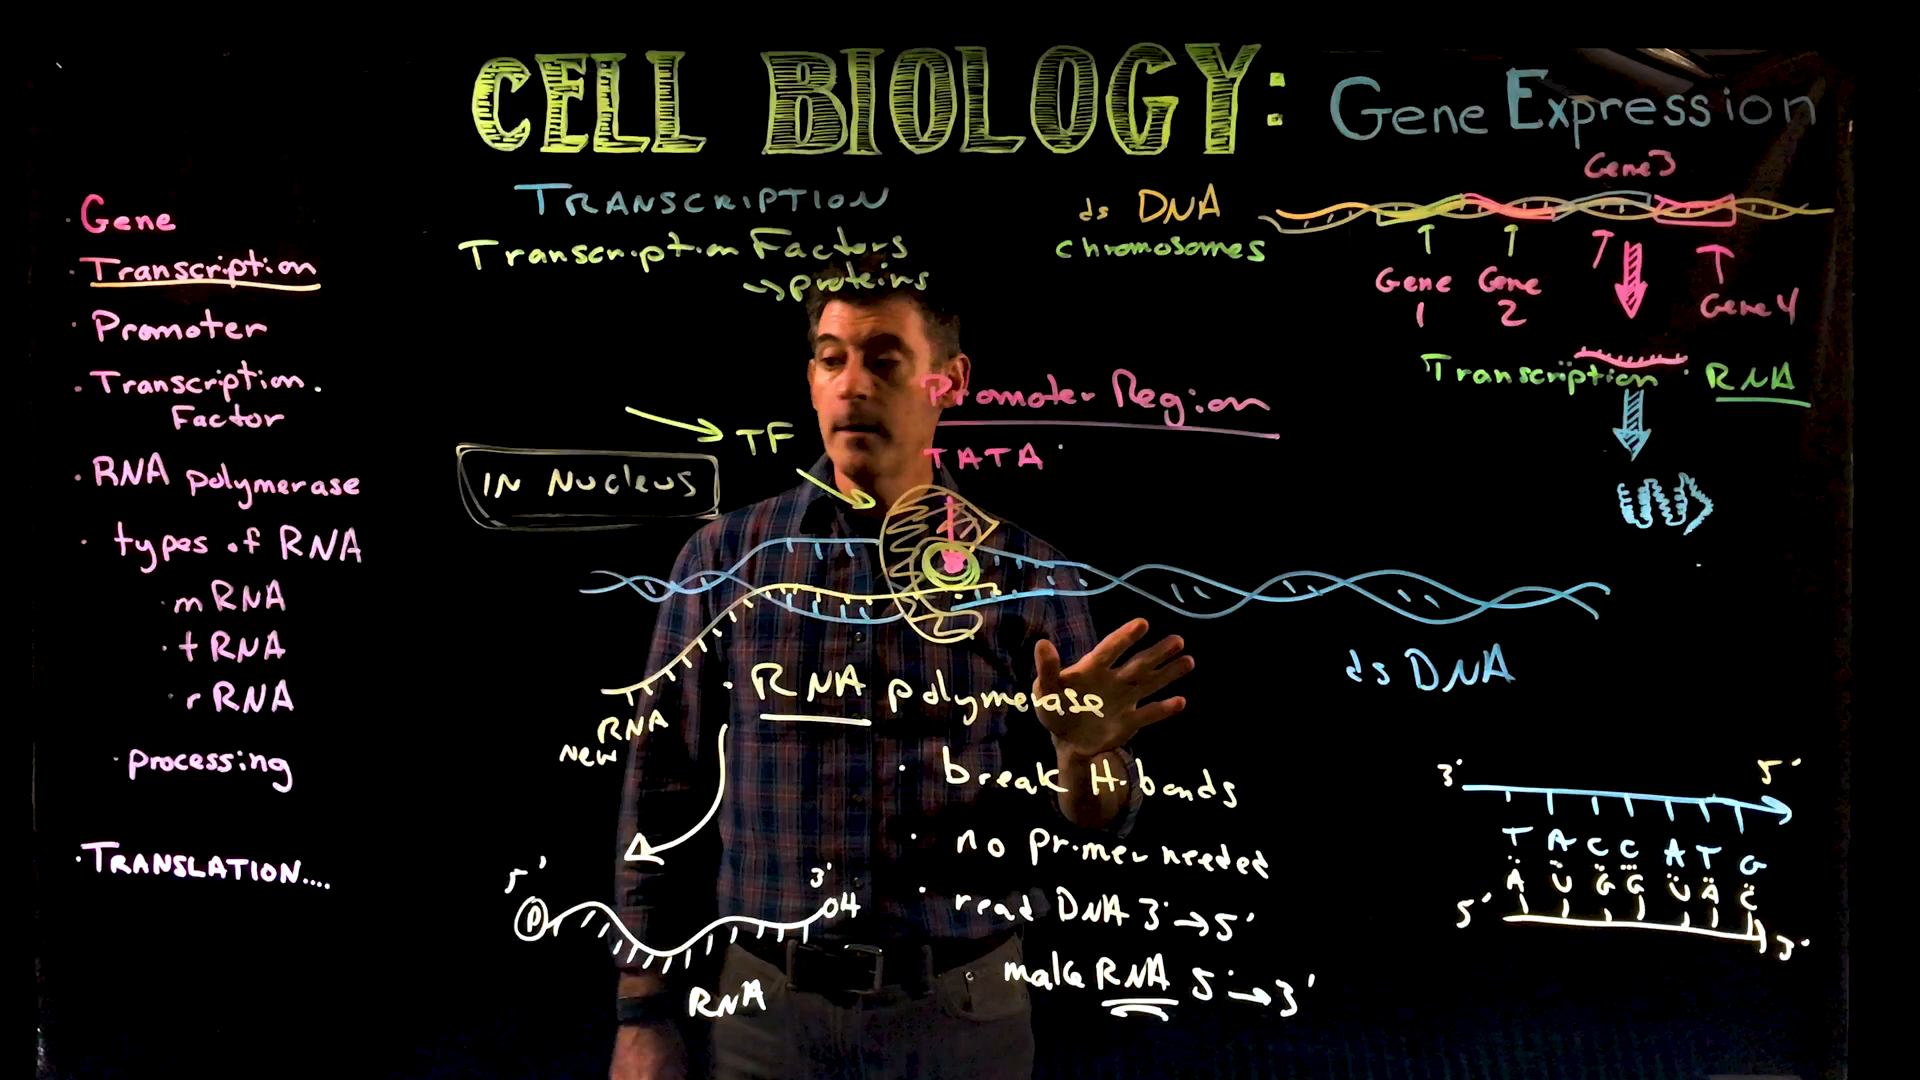 CELL BIOLOGY: Gene Expression
· Gene
· Transcription
· Promoter
· Transcription
Factor
· RNA polymerase
· types of RNA
· mRNA
· tRNA
· rRNA
· processing
· TRANSLATION....
TRANSCRIPTION
Transcription Factors
→ proteins
ds DNA
chromosomes
Gene 3
Gene
1
Gene
2
Gene 4
Transcription · RNA
Promoter Region
TATA
TF
IN Nucleus
ds DNA
RNA
New
· RNA polymerase
· break H-bonds
· no primer needed
· read DNA 3' → 5'
make RNA 5' → 3'
5' 3'
P OH
RNA
3' 5'
T A C C A T G
A U G G U A C
5' 3'